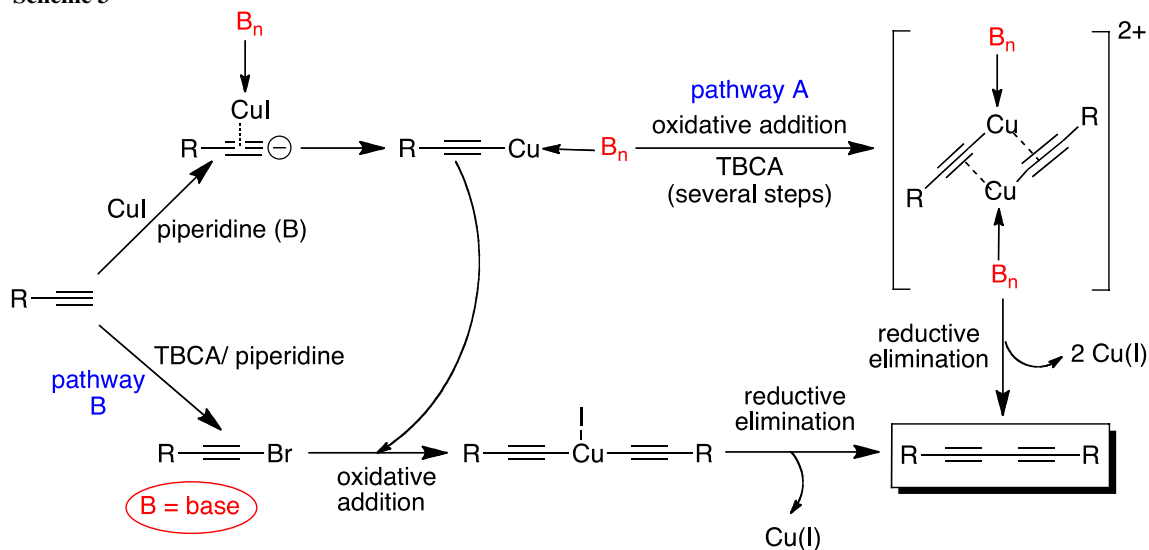 Scheme 3
Bn
CuI
R
−
R
Cu
Bn
pathway A
oxidative addition
TBCA
(several steps)
2+
Bn
Cu
R
Cu
R
Bn
CuI
piperidine (B)
R
TBCA/ piperidine
pathway
B
reductive
elimination
2 Cu(I)
R
Br
oxidative
addition
I
R
Cu
R
reductive
elimination
Cu(I)
R
R
B = base